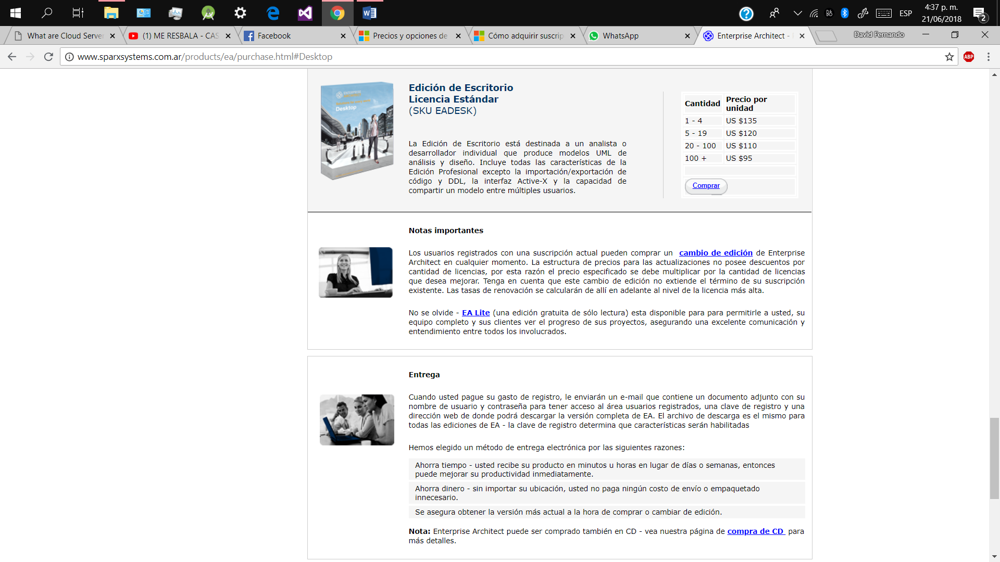 ESP
4:37 p. m.
21/06/2018
2
What are Cloud Server
(1) ME RESBALA - CAS
Facebook
Precios y opciones de
Cómo adquirir suscrip
WhatsApp
Enterprise Architect -
David Fernando
www.sparxsystems.com.ar/products/ea/purchase.html#Desktop
ABP
ENTERPRISE
Desktop
Edición de Escritorio
Licencia Estándar
(SKU EADESK)
La Edición de Escritorio está destinada a un analista o
desarrollador individual que produce modelos UML de
análisis y diseño. Incluye todas las características de la
Edición Profesional excepto la importación/exportación de
código y DDL, la interfaz Active-X y la capacidad de
compartir un modelo entre múltiples usuarios.
Cantidad Precio por unidad
1 - 4 US $135
5 - 19 US $120
20 - 100 US $110
100 + US $95
Comprar
Notas importantes
Los usuarios registrados con una suscripción actual pueden comprar un cambio de edición de Enterprise
Architect en cualquier momento. La estructura de precios para las actualizaciones no posee descuentos por
cantidad de licencias, por esta razón el precio especificado se debe multiplicar por la cantidad de licencias
que desea mejorar. Tenga en cuenta que este cambio de edición no extiende el término de su suscripción
existente. Las tasas de renovación se calcularán de allí en adelante al nivel de la licencia más alta.
No se olvide - EA Lite (una edición gratuita de sólo lectura) esta disponible para para permitirle a usted, su
equipo completo y sus clientes ver el progreso de sus proyectos, asegurando una excelente comunicación y
entendimiento entre todos los involucrados.
Entrega
Cuando usted pague su gasto de registro, le enviarán un e-mail que contiene un documento adjunto con su
nombre de usuario y contraseña para tener acceso al área usuarios registrados, una clave de registro y una
dirección web de donde podrá descargar la versión completa de EA. El archivo de descarga es el mismo para
todas las ediciones de EA - la clave de registro determina que características serán habilitadas
Hemos elegido un método de entrega electrónica por las siguientes razones:
Ahorra tiempo - usted recibe su producto en minutos u horas en lugar de días o semanas, entonces
puede mejorar su productividad inmediatamente.
Ahorra dinero - sin importar su ubicación, usted no paga ningún costo de envío o empaquetado
innecesario.
Se asegura obtener la versión más actual a la hora de comprar o cambiar de edición.
Nota: Enterprise Architect puede ser comprado también en CD - vea nuestra página de compra de CD para
más detalles.